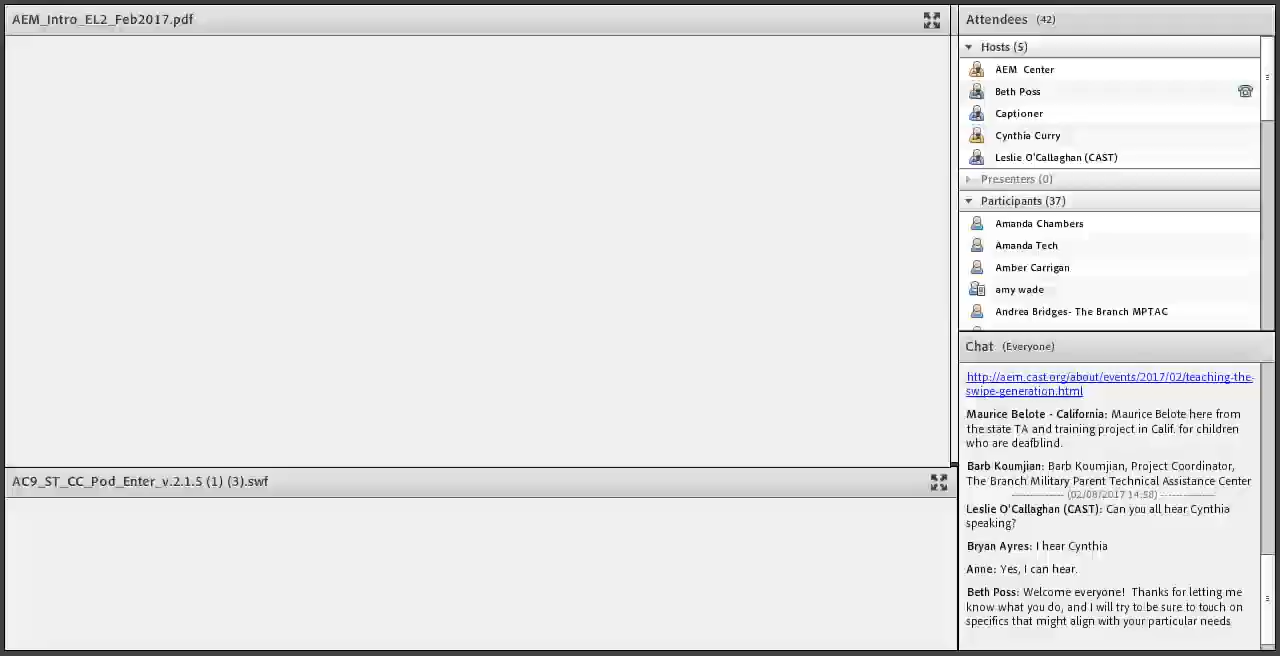 AEM_Intro_EL2_Feb2017.pdf
Attendees (42)
Hosts (5)
AEM Center
Beth Poss
Captioner
Cynthia Curry
Leslie O'Callaghan (CAST)
Presenters (0)
Participants (37)
Amanda Chambers
Amanda Tech
Amber Carrigan
amy wade
Andrea Bridges- The Branch MPTAC
Chat (Everyone)
http://aem.cast.org/about/events/2017/02/teaching-the-
swipe-generation.html
Maurice Belote - California: Maurice Belote here from
the state TA and training project in Calif. for children
who are deafblind.
Barb Koumjian: Barb Koumjian, Project Coordinator,
The Branch Military Parent Technical Assistance Center
---------------- (02/08/2017 14:58) ----------------
Leslie O'Callaghan (CAST): Can you all hear Cynthia
speaking?
Bryan Ayres: I hear Cynthia
Anne: Yes, I can hear.
Beth Poss: Welcome everyone! Thanks for letting me
know what you do, and I will try to be sure to touch on
specifics that might align with your particular needs
AC9_ST_CC_Pod_Enter_v.2.1.5 (1) (3).swf